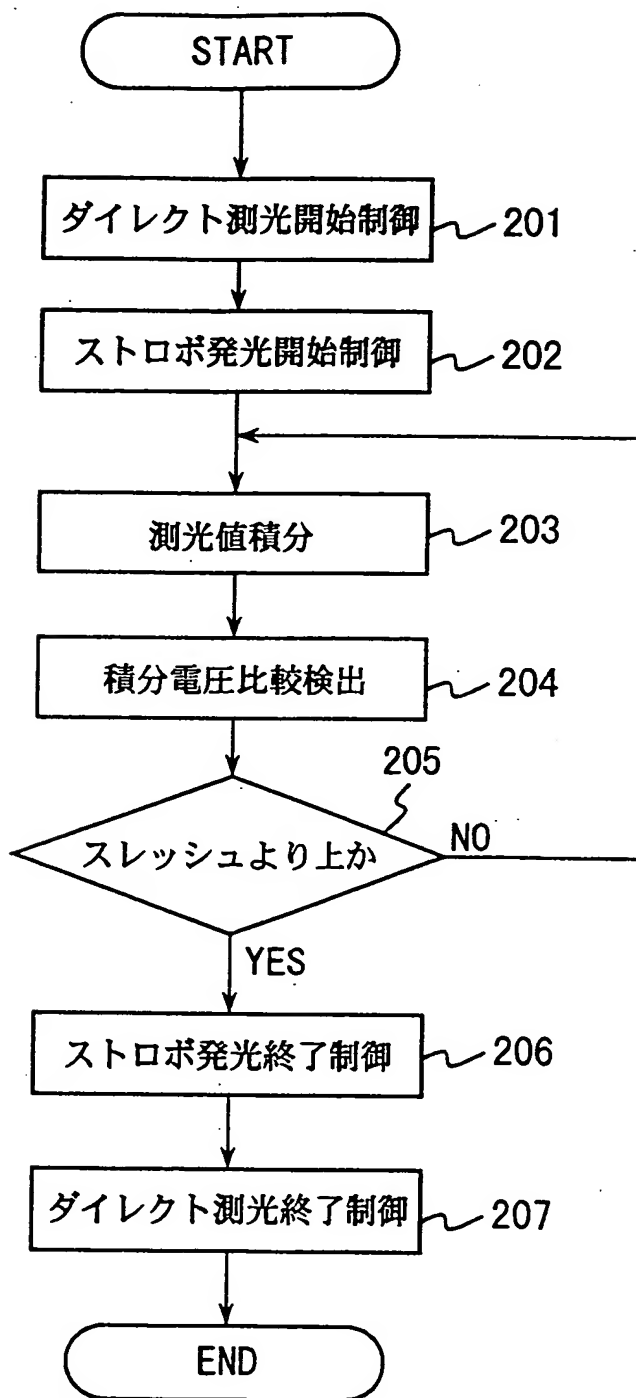 START
ダイレクト測光開始制御
201
ストロボ発光開始制御
202
測光値積分
203
積分電圧比較検出
204
205
スレッシュより上か
NO
YES
ストロボ発光終了制御
206
ダイレクト測光終了制御
207
END